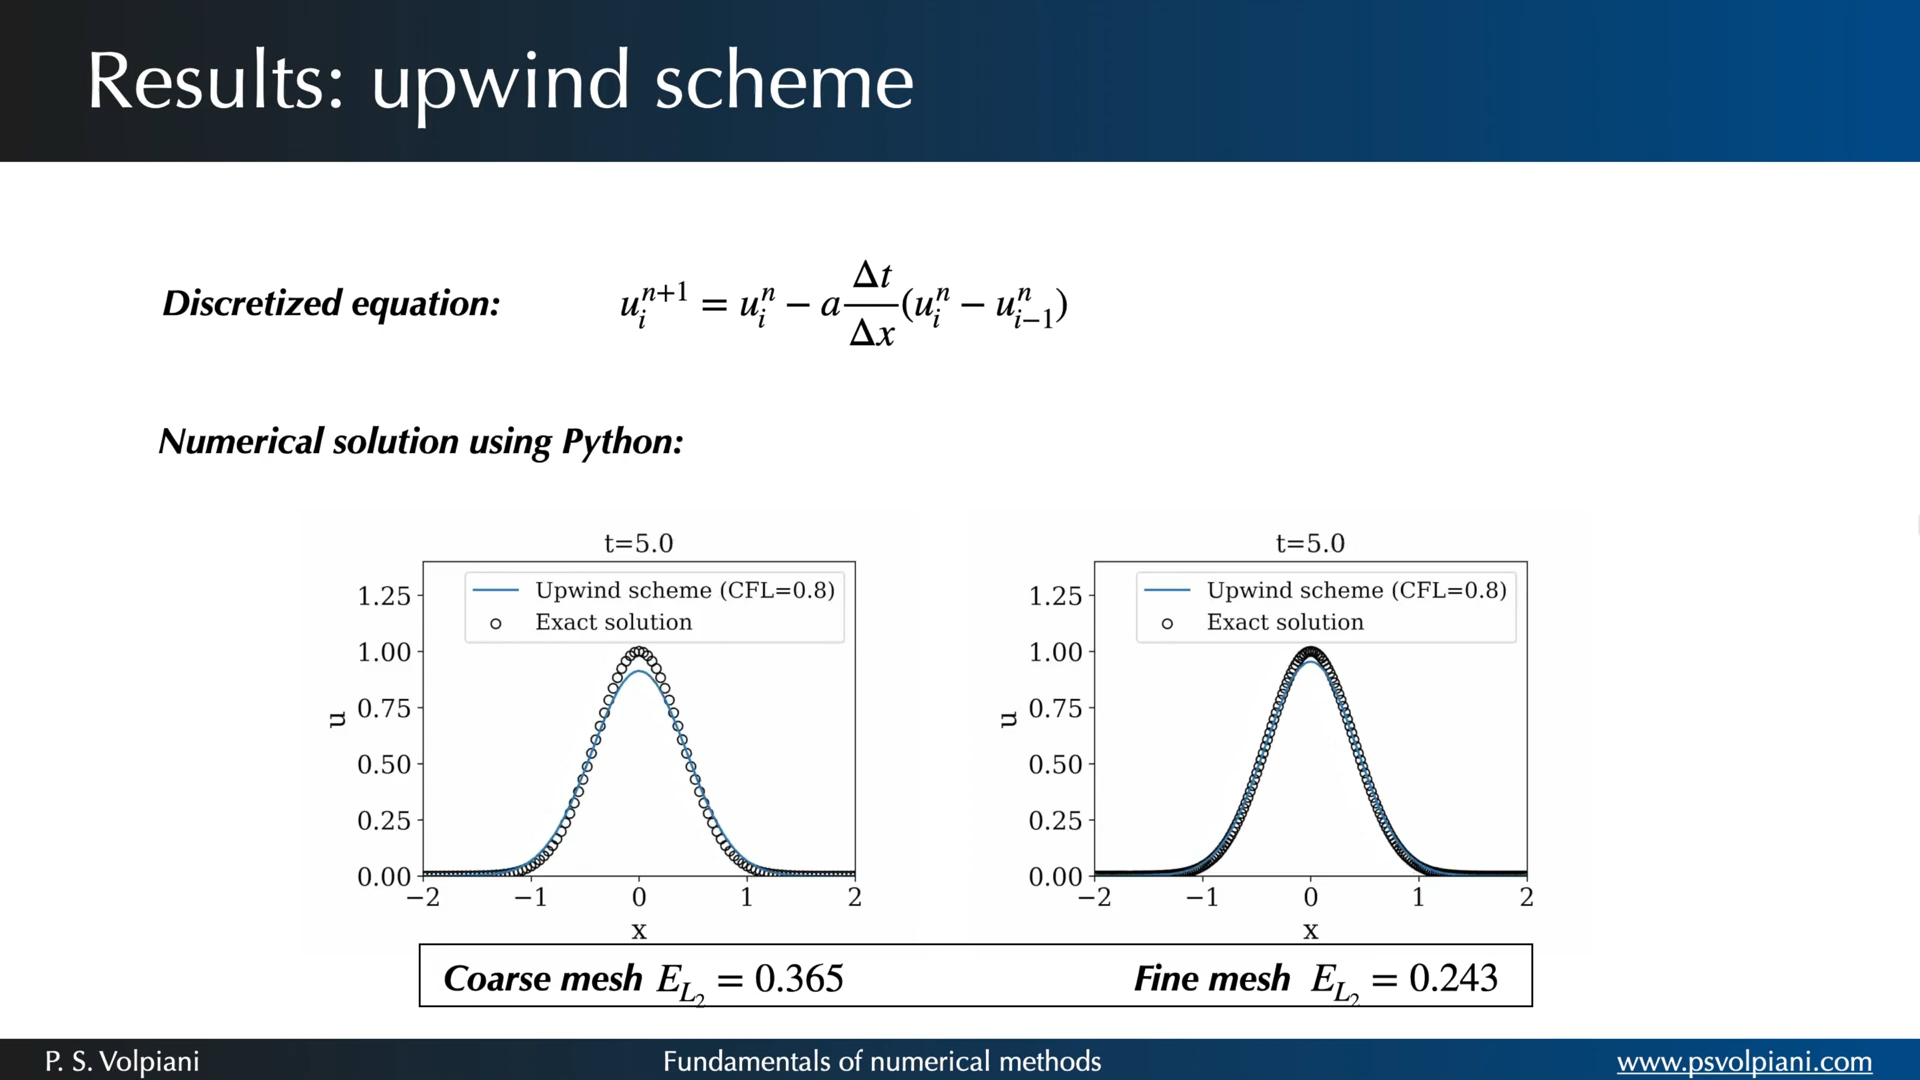 Results: upwind scheme
Discretized equation: u_i^{n+1} = u_i^n − a Δt/Δx (u_i^n − u_{i−1}^n)
Numerical solution using Python:
t=5.0
Upwind scheme (CFL=0.8)
Exact solution
1.25
1.00
0.75
0.50
0.25
0.00
u
−2 −1 0 1 2
x
t=5.0
Upwind scheme (CFL=0.8)
Exact solution
1.25
1.00
0.75
0.50
0.25
0.00
u
−2 −1 0 1 2
x
Coarse mesh E_{L_2} = 0.365
Fine mesh E_{L_2} = 0.243
P. S. Volpiani
Fundamentals of numerical methods
www.psvolpiani.com